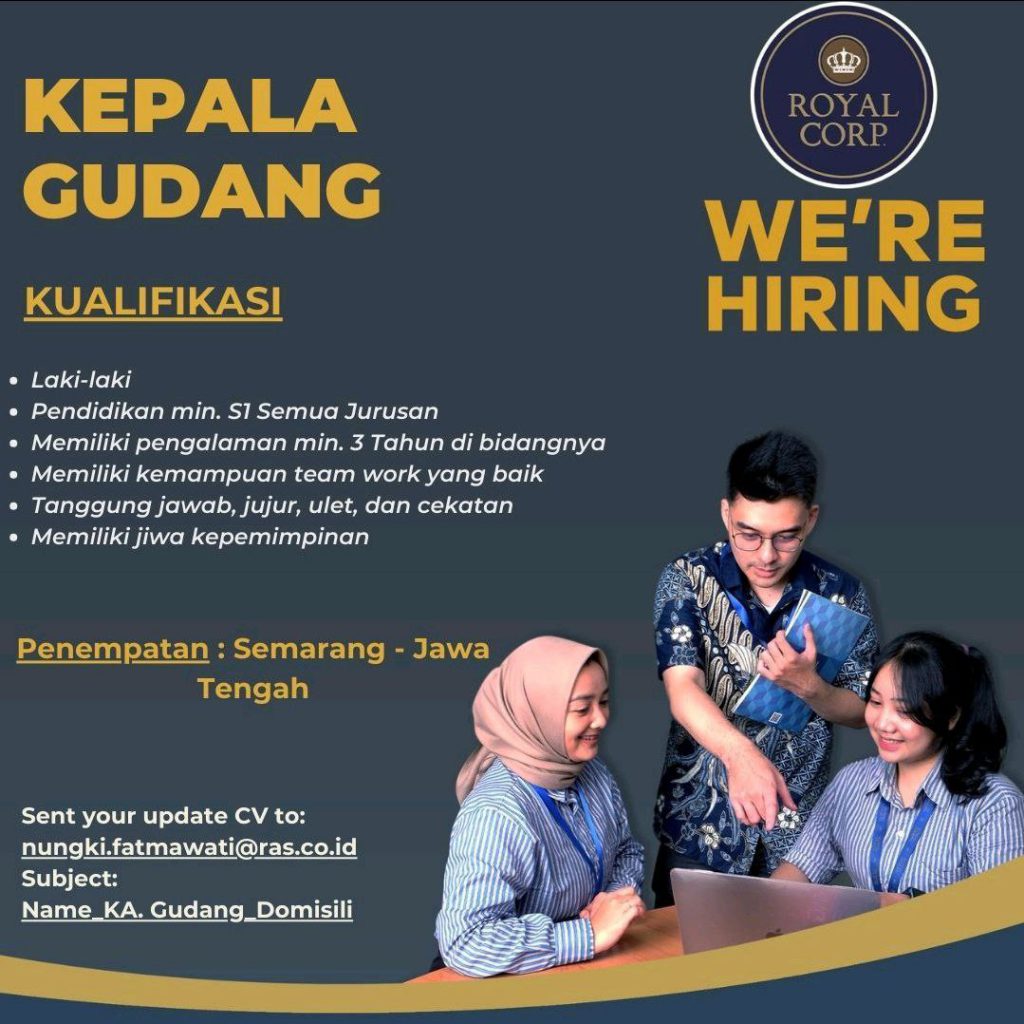 KEPALA
GUDANG
ROYAL
CORP.
WE'RE
HIRING
KUALIFIKASI
• Laki-laki
• Pendidikan min. S1 Semua Jurusan
• Memiliki pengalaman min. 3 Tahun di bidangnya
• Memiliki kemampuan team work yang baik
• Tanggung jawab, jujur, ulet, dan cekatan
• Memiliki jiwa kepemimpinan
Penempatan : Semarang - Jawa
Tengah
Sent your update CV to:
nungki.fatmawati@ras.co.id
Subject:
Name_KA. Gudang_Domisili